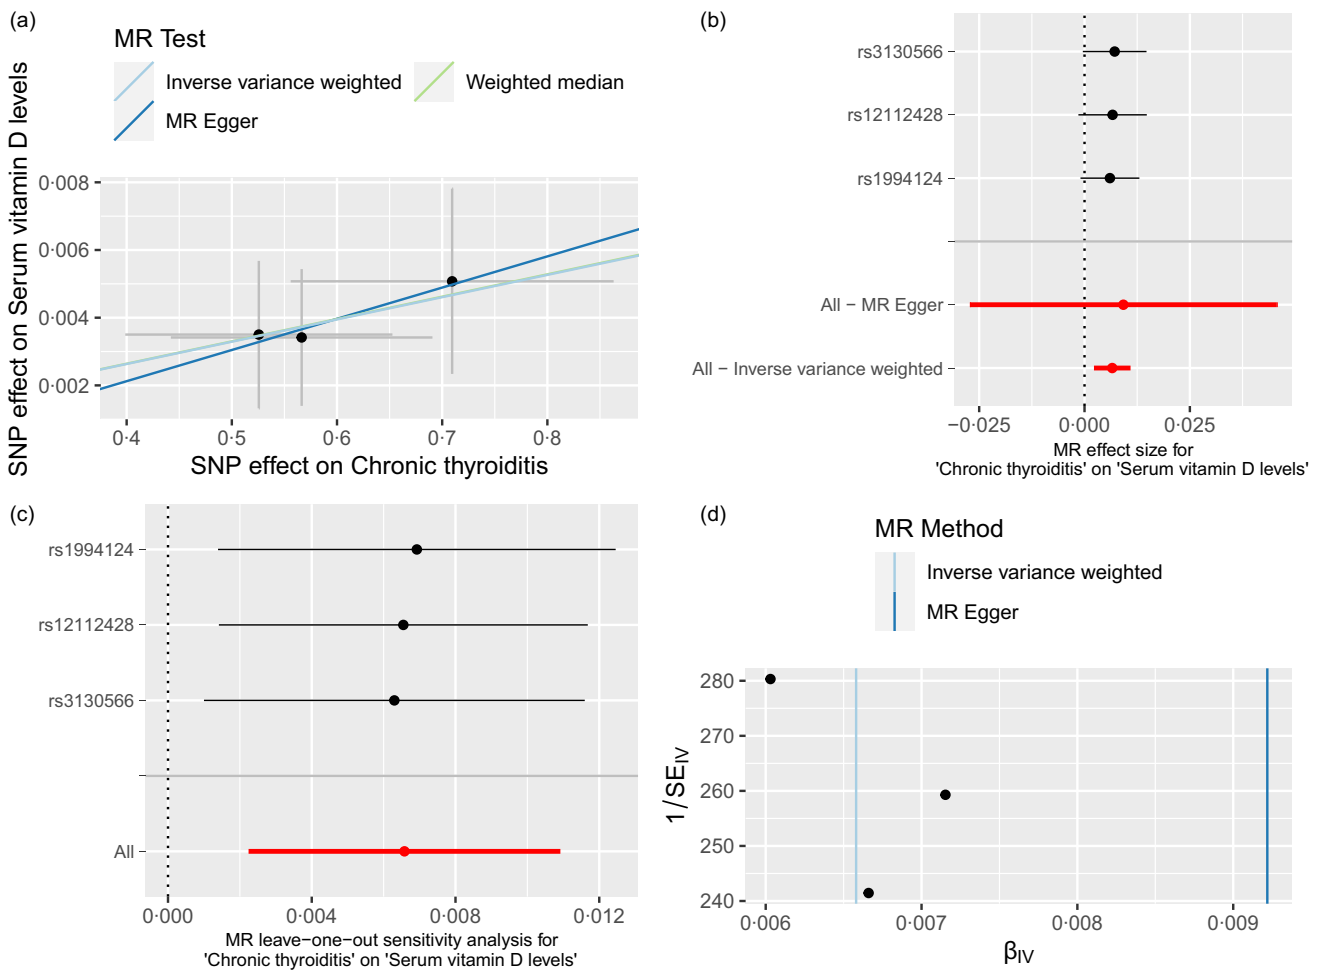 (a)
MR Test
Inverse variance weighted
Weighted median
MR Egger
SNP effect on Serum vitamin D levels
0·008
0·006
0·004
0·002
0·4
0·5
0·6
0·7
0·8
SNP effect on Chronic thyroiditis
(b)
rs3130566
rs12112428
rs1994124
All − MR Egger
All − Inverse variance weighted
−0·025
0·000
0·025
MR effect size for
'Chronic thyroiditis' on 'Serum vitamin D levels'
(c)
rs1994124
rs12112428
rs3130566
All
0·000
0·004
0·008
0·012
MR leave−one−out sensitivity analysis for
'Chronic thyroiditis' on 'Serum vitamin D levels'
(d)
MR Method
Inverse variance weighted
MR Egger
1/SEIV
280
270
260
250
240
0·006
0·007
0·008
0·009
βIV